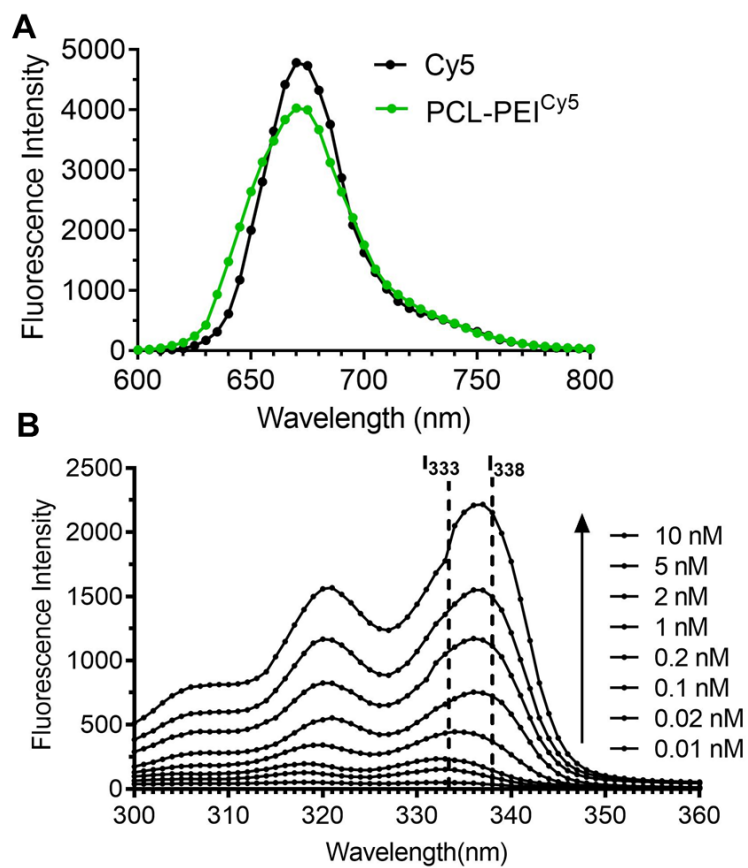 A
Fluorescence Intensity
5000
4000
3000
2000
1000
0
600
650
700
750
800
Wavelength (nm)
Cy5
PCL-PEI^Cy5
B
Fluorescence Intensity
2500
2000
1500
1000
500
0
300
310
320
330
340
350
360
Wavelength(nm)
I333
I338
10 nM
5 nM
2 nM
1 nM
0.2 nM
0.1 nM
0.02 nM
0.01 nM